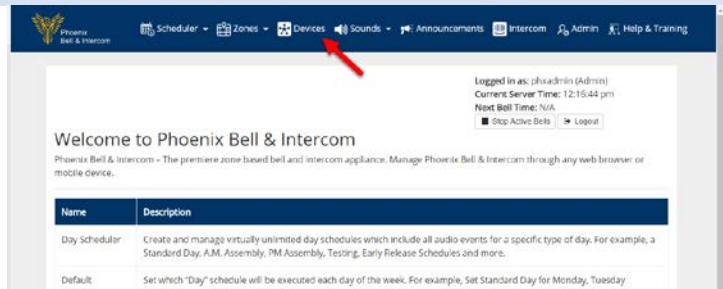 Phoenix
Bell & Intercom
Scheduler Zones Devices Sounds Announcements Intercom Admin Help & Training
Logged in as: phxadmin (Admin)
Current Server Time: 12:16:44 pm
Next Bell Time: N/A
Stop Active Bells Logout
Welcome to Phoenix Bell & Intercom
Phoenix Bell & Intercom – The premiere zone based bell and intercom appliance. Manage Phoenix Bell & Intercom through any web browser or
mobile device.
Name Description
Day Scheduler Create and manage virtually unlimited day schedules which include all audio events for a specific type of day. For example, a
Standard Day, A.M. Assembly, PM Assembly, Testing, Early Release Schedules and more.
Default Set which "Day" schedule will be executed each day of the week. For example, Set Standard Day for Monday, Tuesday